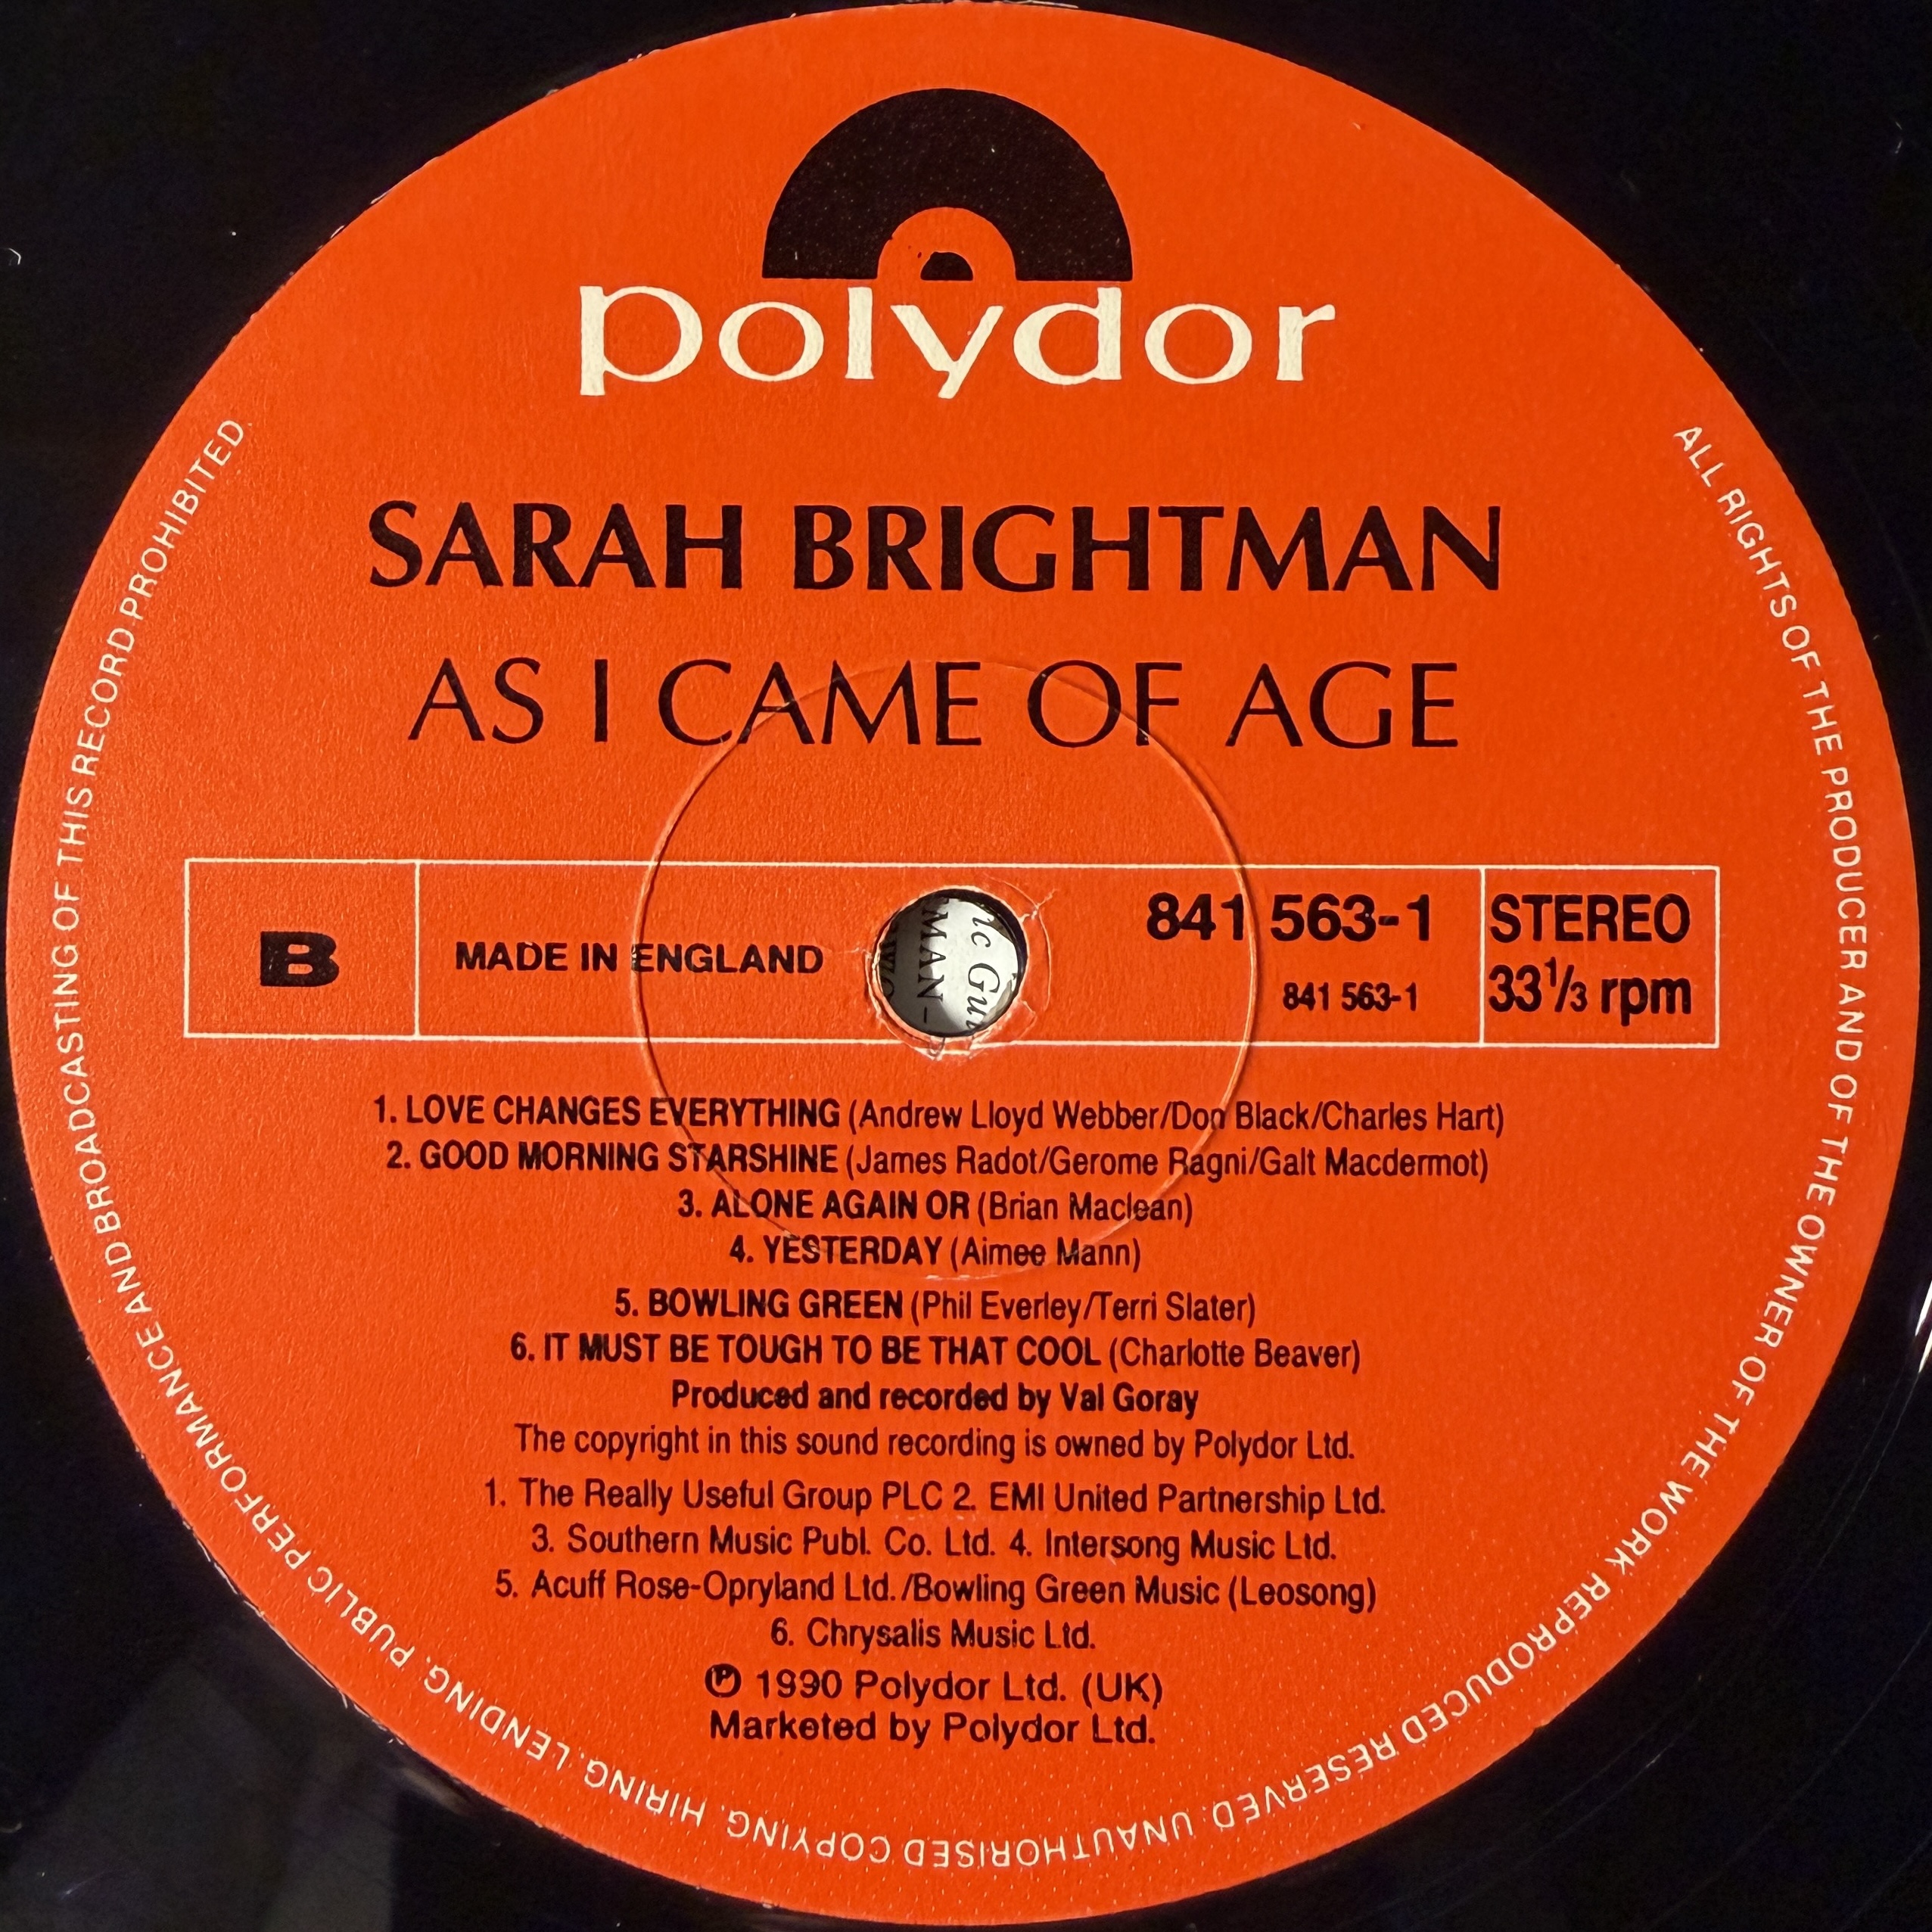 polydor
SARAH BRIGHTMAN
AS I CAME OF AGE
B
MADE IN ENGLAND
841 563-1
841 563-1
STEREO
33⅓ rpm
1. LOVE CHANGES EVERYTHING (Andrew Lloyd Webber/Don Black/Charles Hart)
2. GOOD MORNING STARSHINE (James Radot/Gerome Ragni/Galt Macdermot)
3. ALONE AGAIN OR (Brian Maclean)
4. YESTERDAY (Aimee Mann)
5. BOWLING GREEN (Phil Everley/Terri Slater)
6. IT MUST BE TOUGH TO BE THAT COOL (Charlotte Beaver)
Produced and recorded by Val Goray
The copyright in this sound recording is owned by Polydor Ltd.
1. The Really Useful Group PLC 2. EMI United Partnership Ltd.
3. Southern Music Publ. Co. Ltd. 4. Intersong Music Ltd.
5. Acuff Rose-Opryland Ltd./Bowling Green Music (Leosong)
6. Chrysalis Music Ltd.
℗ 1990 Polydor Ltd. (UK)
Marketed by Polydor Ltd.
ALL RIGHTS OF THE PRODUCER AND OF THE OWNER OF THE WORK REPRODUCED RESERVED. UNAUTHORISED COPYING, HIRING, LENDING, PUBLIC PERFORMANCE AND BROADCASTING OF THIS RECORD PROHIBITED